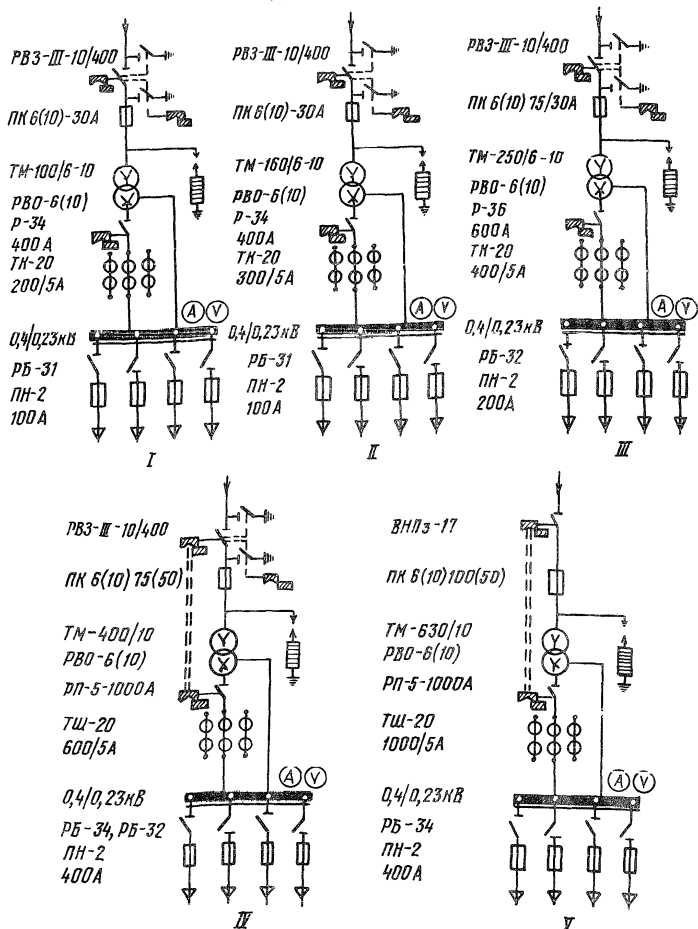 РВЗ-III-10/400
ПК 6(10)-30А
ТМ-100/6-10
РВО-6(10)
Р-34
400А
ТК-20
200/5А
А V
0,4/0,23кВ
РБ-31
ПН-2
100А
I
РВЗ-III-10/400
ПК 6(10)-30А
ТМ-160/6-10
РВО-6(10)
Р-34
400А
ТК-20
300/5А
А V
0,4/0,23кВ
РБ-31
ПН-2
100А
II
РВЗ-III-10/400
ПК 6(10) 75/30А
ТМ-250/6-10
РВО-6(10)
Р-36
600А
ТК-20
400/5А
А V
0,4/0,23кВ
РБ-32
ПН-2
200А
III
РВЗ-III-10/400
ПК 6(10) 75(50)
ТМ-400/10
РВО-6(10)
РП-5-1000А
ТШ-20
600/5А
А V
0,4/0,23кВ
РБ-34, РБ-32
ПН-2
400А
IV
ВНПз-17
ПК 6(10)100(50)
ТМ-630/10
РВО-6(10)
РП-5-1000А
ТШ-20
1000/5А
А V
0,4/0,23кВ
РБ-34
ПН-2
400А
V